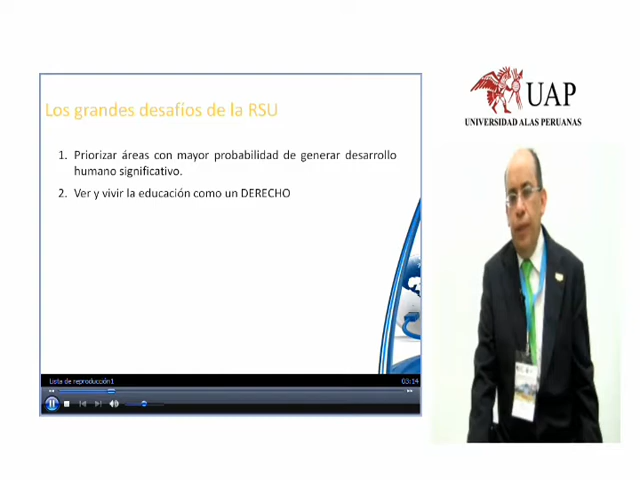 Los grandes desafíos de la RSU
1. Priorizar áreas con mayor probabilidad de generar desarrollo
humano significativo.
2. Ver y vivir la educación como un DERECHO
Lista de reproducción1
03:14
UAP
UNIVERSIDAD ALAS PERUANAS